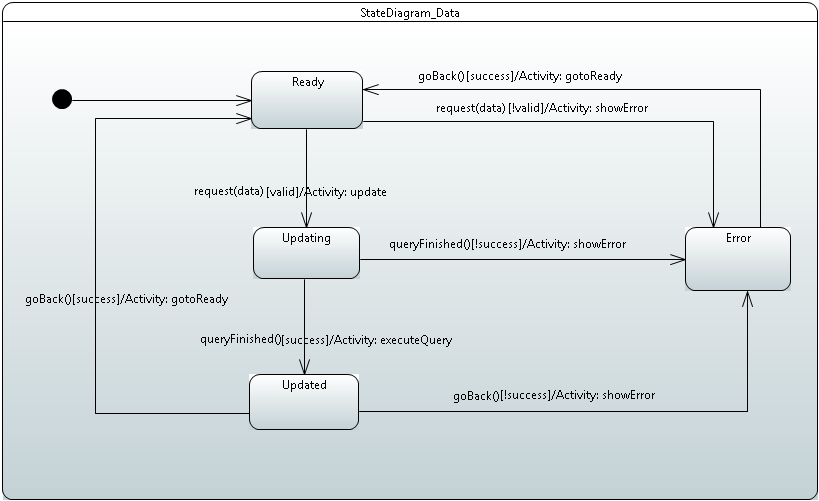 StateDiagram_Data
goBack()[success]/Activity: gotoReady
Ready
request(data) [!valid]/Activity: showError
request(data) [valid]/Activity: update
Updating
queryFinished()[!success]/Activity: showError
Error
goBack()[success]/Activity: gotoReady
queryFinished()[success]/Activity: executeQuery
Updated
goBack()[!success]/Activity: showError